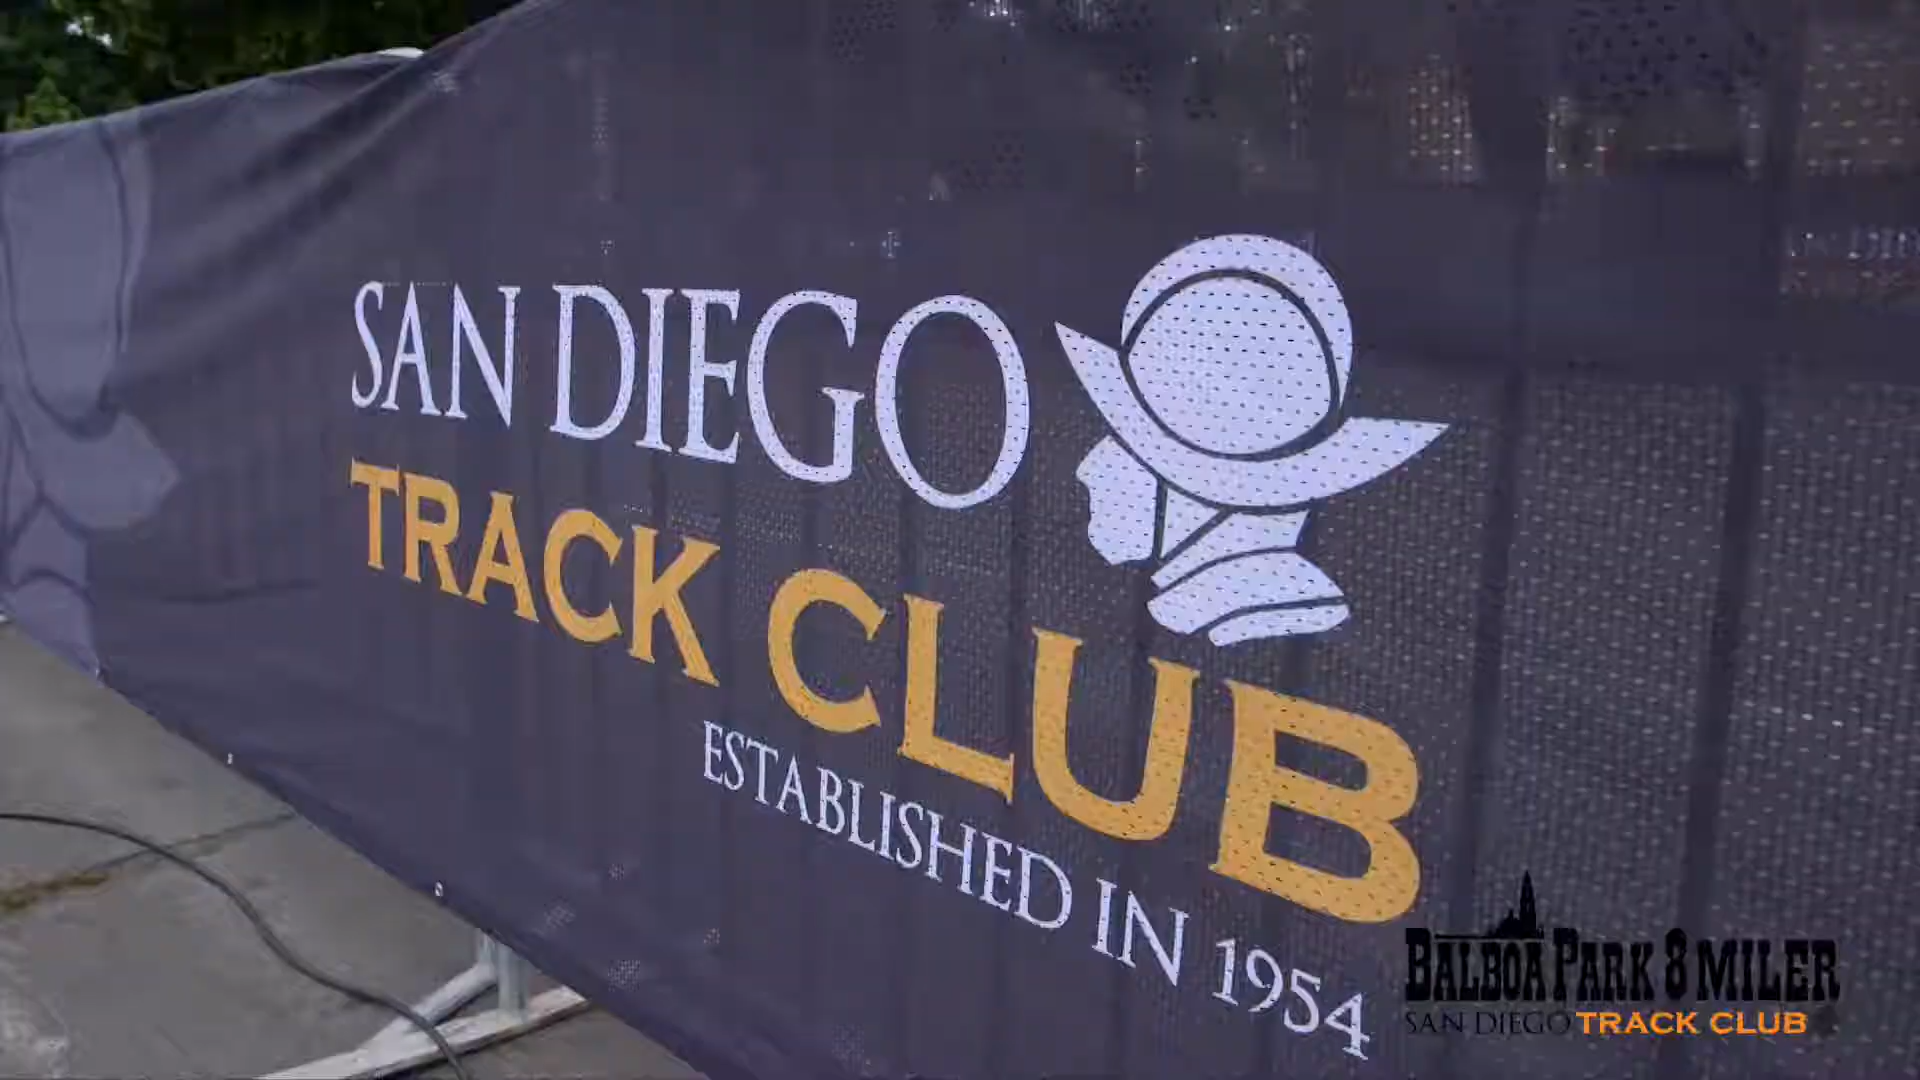 SAN DIEGO
TRACK CLUB
ESTABLISHED IN 1954
BALBOA PARK 8 MILER
SAN DIEGO TRACK CLUB